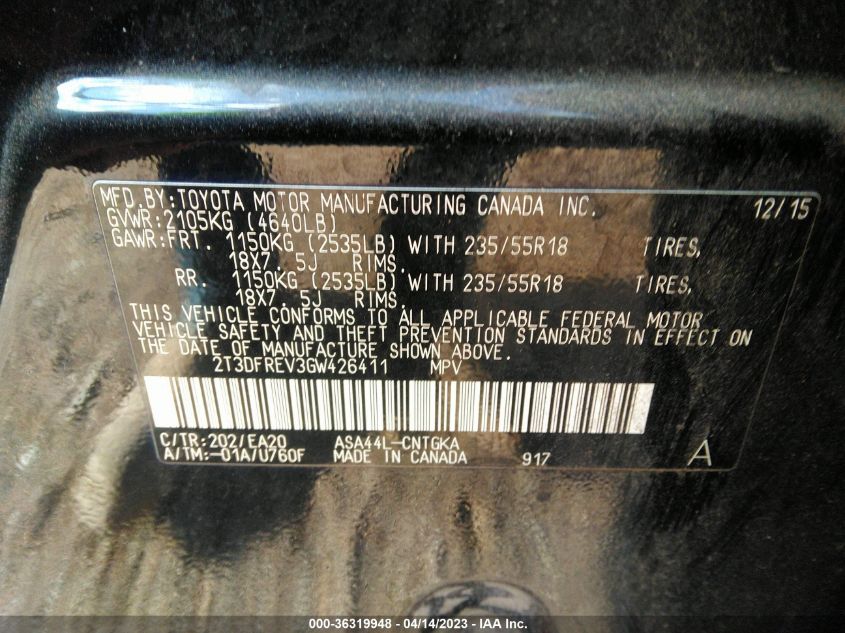 MFD.BY:TOYOTA MOTOR MANUFACTURING CANADA INC. 12/15
GVWR:2105KG (4640LB)
GAWR:FRT. 1150KG (2535LB) WITH 235/55R18 TIRES,
18X7.5J RIMS.
RR. 1150KG (2535LB) WITH 235/55R18 TIRES,
18X7.5J RIMS.
THIS VEHICLE CONFORMS TO ALL APPLICABLE FEDERAL MOTOR
VEHICLE SAFETY AND THEFT PREVENTION STANDARDS IN EFFECT ON
THE DATE OF MANUFACTURE SHOWN ABOVE.
2T3DFREV3GW426411 MPV
C/TR:202/EA20 ASA44L-CNTGKA
A/TM:-01A/U760F MADE IN CANADA 917 A
000-36319948 - 04/14/2023 - IAA Inc.